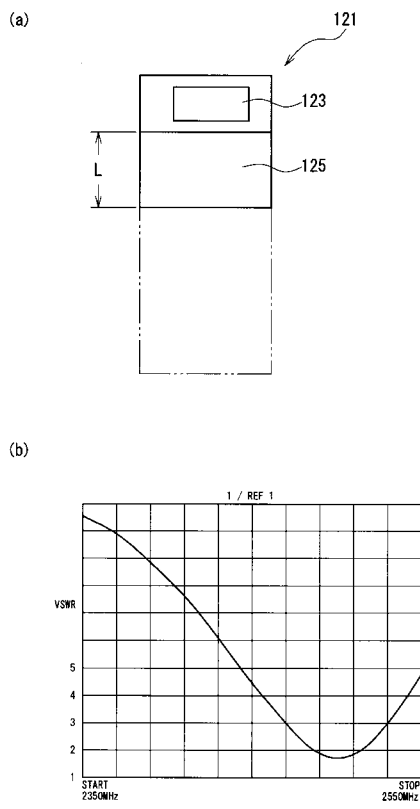 (a)
121
123
L
125
(b)
1 / REF 1
VSWR
5
4
3
2
1
START
2350MHz
STOP
2550MHz